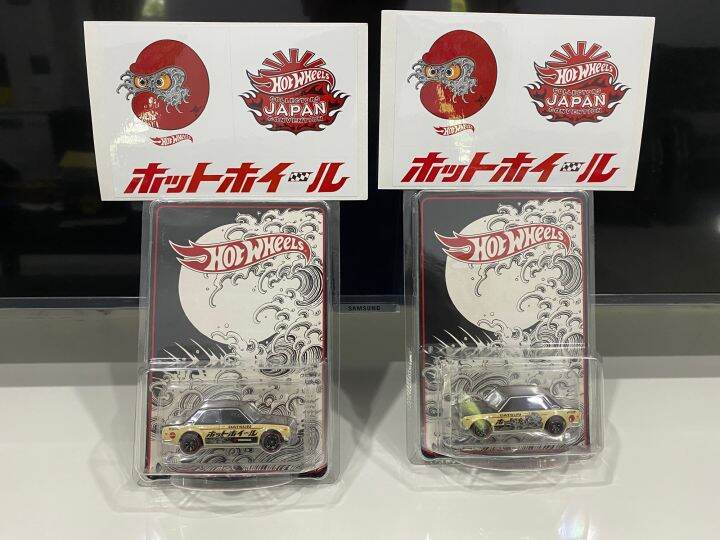 HOT WHEELS
HOT WHEELS
COLLECTORS
JAPAN
CONVENTION
ホットホイール
HOT WHEELS
HOT WHEELS
COLLECTORS
JAPAN
CONVENTION
ホットホイール
HOT WHEELS
HOT WHEELS
SAMSUNG
DATSUN
ホットホイール
DATSUN